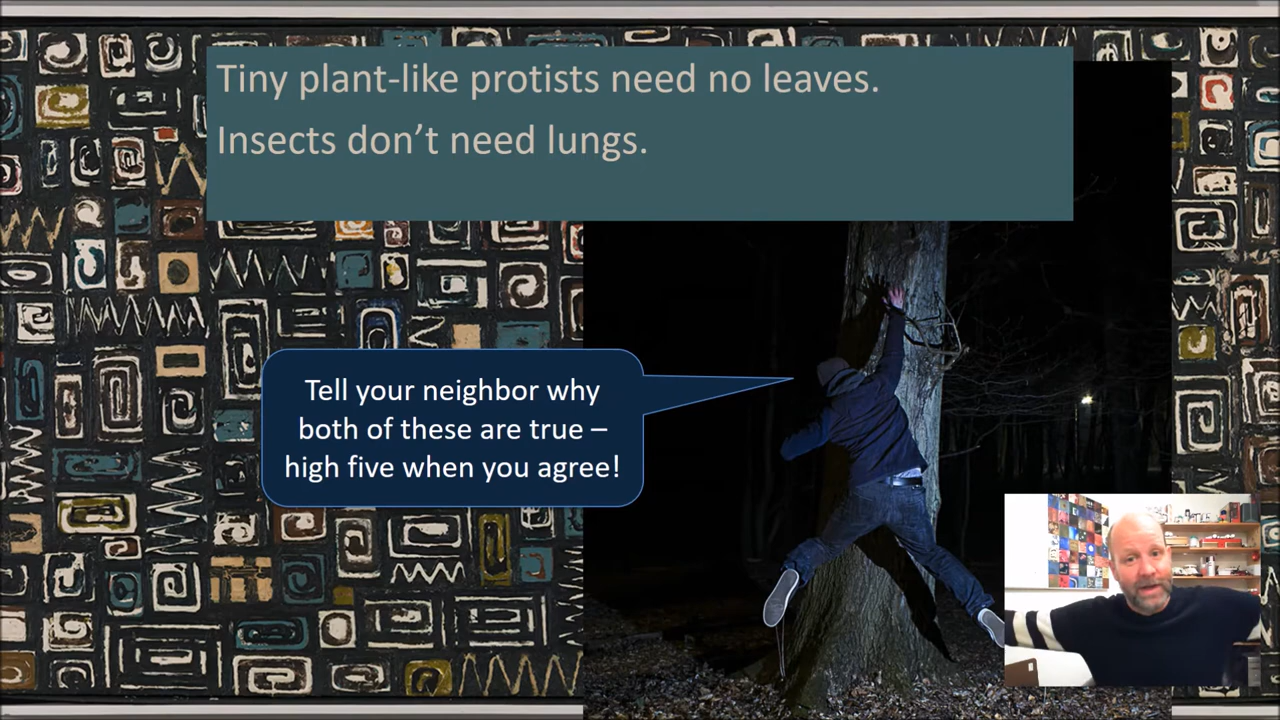 Tiny plant-like protists need no leaves.
Insects don’t need lungs.
Tell your neighbor why
both of these are true –
high five when you agree!